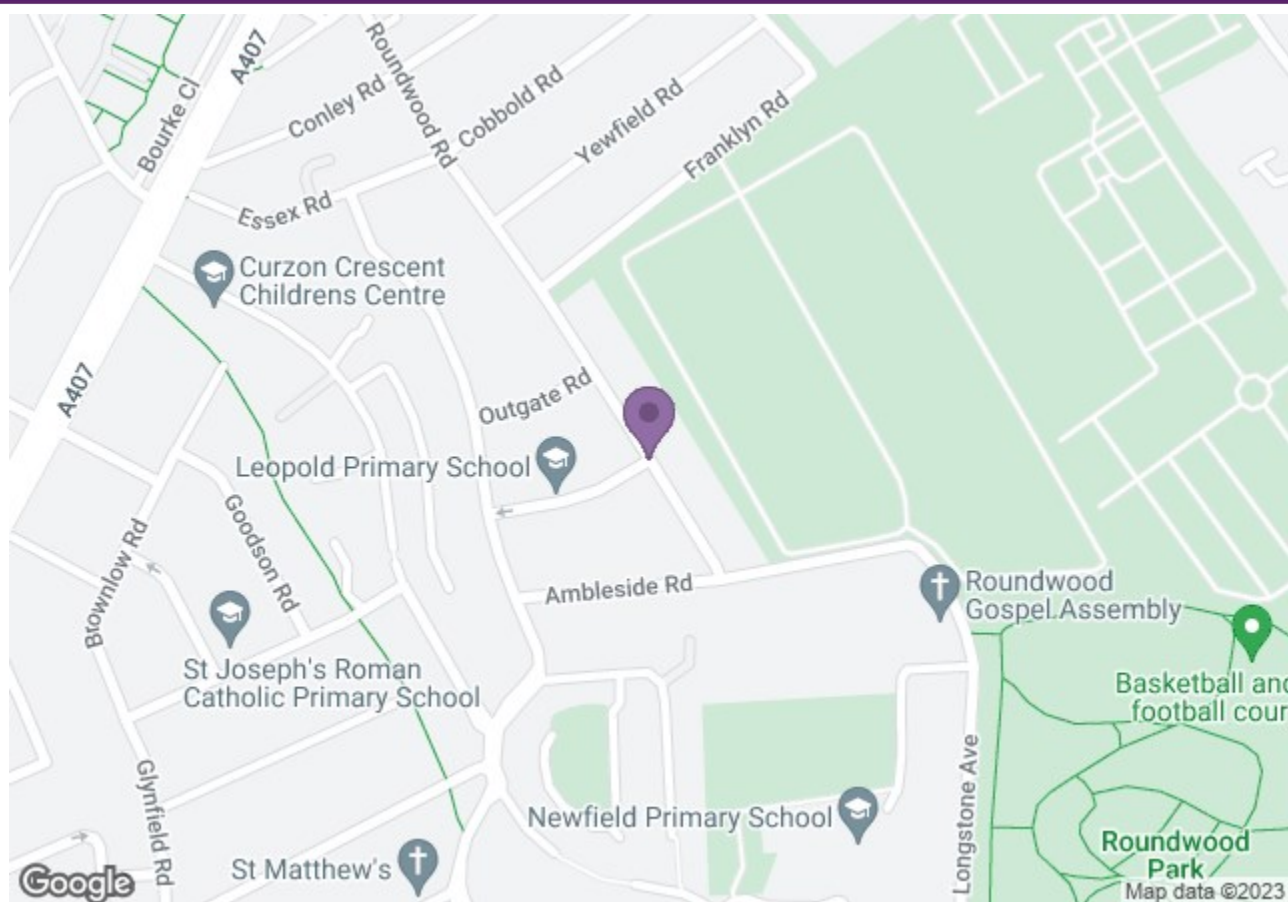 A407
Bourke Cl
Conley Rd
Roundwood Rd
Cobbold Rd
Yewfield Rd
Franklyn Rd
Essex Rd
Curzon Crescent
Childrens Centre
A407
Outgate Rd
Leopold Primary School
Goodson Rd
Brownlow Rd
Ambleside Rd
Roundwood
Gospel Assembly
St Joseph's Roman
Catholic Primary School
Basketball and
football cour
Glynfield Rd
Newfield Primary School
Longstone Ave
St Matthew's
Roundwood
Park
Google
Map data ©2023